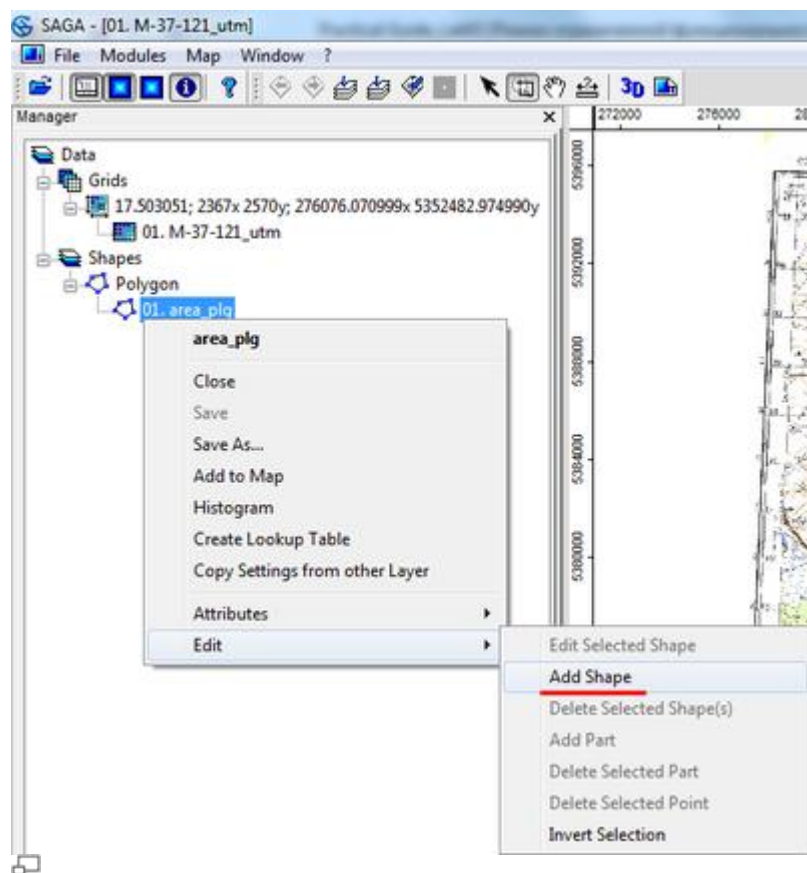 SAGA - [01. M-37-121_utm]
File Modules Map Window ?
3D
Manager
Data
Grids
17.503051; 2367x 2570y; 276076.070999x 5352482.974990y
01. M-37-121_utm
Shapes
Polygon
01. area_plg
area_plg
Close
Save
Save As...
Add to Map
Histogram
Create Lookup Table
Copy Settings from other Layer
Attributes
Edit
Edit Selected Shape
Add Shape
Delete Selected Shape(s)
Add Part
Delete Selected Part
Delete Selected Point
Invert Selection
272000 276000
5396000
5392000
5388000
5384000
5380000